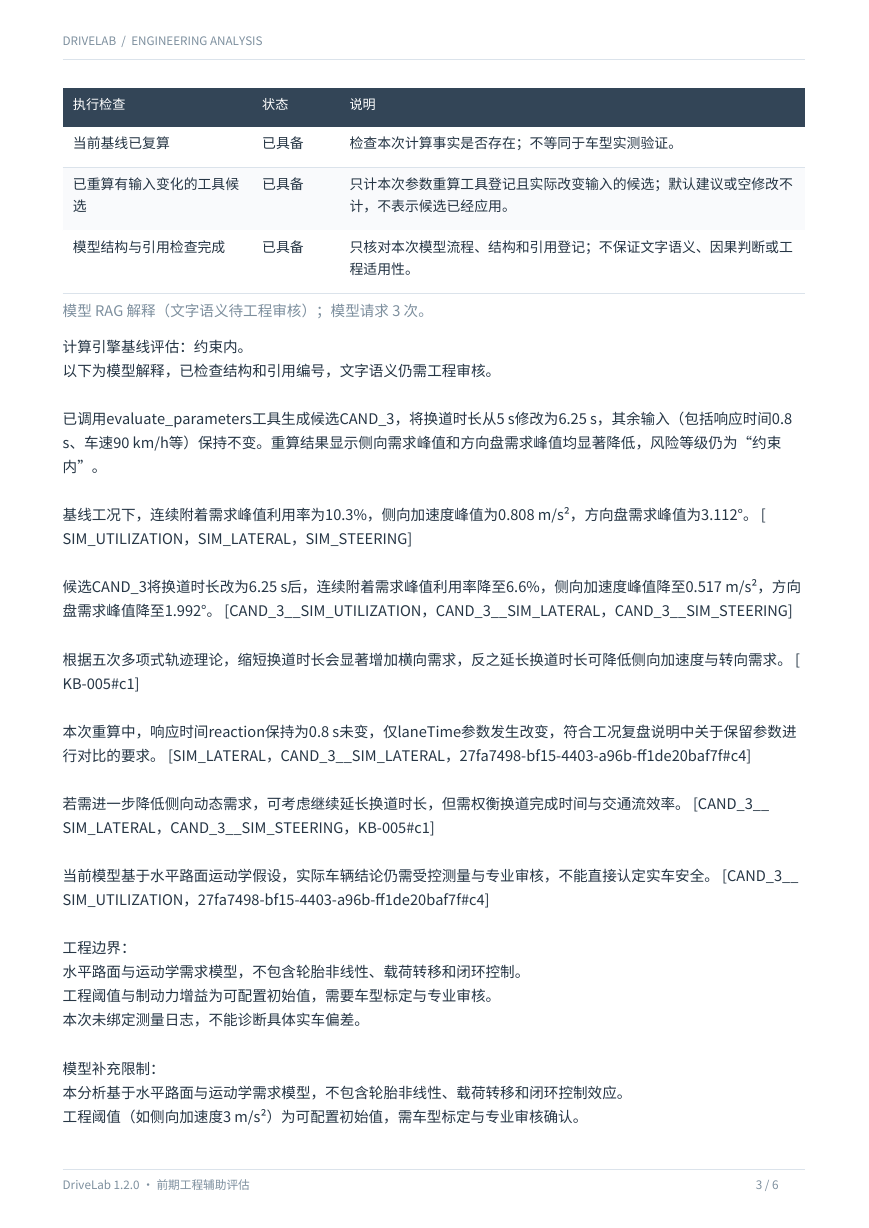 DRIVELAB / ENGINEERING ANALYSIS
执行检查 状态 说明
当前基线已复算 已具备 检查本次计算事实是否存在；不等同于车型实测验证。
已重算有输入变化的工具候 已具备 只计本次参数重算工具登记且实际改变输入的候选；默认建议或空修改不
选 计，不表示候选已经应用。
模型结构与引用检查完成 已具备 只核对本次模型流程、结构和引用登记；不保证文字语义、因果判断或工
程适用性。
模型 RAG 解释（文字语义待工程审核）；模型请求 3 次。
计算引擎基线评估：约束内。
以下为模型解释，已检查结构和引用编号，文字语义仍需工程审核。
已调用evaluate_parameters工具生成候选CAND_3，将换道时长从5 s修改为6.25 s，其余输入（包括响应时间0.8
s、车速90 km/h等）保持不变。重算结果显示侧向需求峰值和方向盘需求峰值均显著降低，风险等级仍为“约束
内”。
基线工况下，连续附着需求峰值利用率为10.3%，侧向加速度峰值为0.808 m/s²，方向盘需求峰值为3.112°。 [
SIM_UTILIZATION，SIM_LATERAL，SIM_STEERING]
候选CAND_3将换道时长改为6.25 s后，连续附着需求峰值利用率降至6.6%，侧向加速度峰值降至0.517 m/s²，方向
盘需求峰值降至1.992°。 [CAND_3__SIM_UTILIZATION，CAND_3__SIM_LATERAL，CAND_3__SIM_STEERING]
根据五次多项式轨迹理论，缩短换道时长会显著增加横向需求，反之延长换道时长可降低侧向加速度与转向需求。 [
KB-005#c1]
本次重算中，响应时间reaction保持为0.8 s未变，仅laneTime参数发生改变，符合工况复盘说明中关于保留参数进
行对比的要求。 [SIM_LATERAL，CAND_3__SIM_LATERAL，27fa7498-bf15-4403-a96b-ff1de20baf7f#c4]
若需进一步降低侧向动态需求，可考虑继续延长换道时长，但需权衡换道完成时间与交通流效率。 [CAND_3__
SIM_LATERAL，CAND_3__SIM_STEERING，KB-005#c1]
当前模型基于水平路面运动学假设，实际车辆结论仍需受控测量与专业审核，不能直接认定实车安全。 [CAND_3__
SIM_UTILIZATION，27fa7498-bf15-4403-a96b-ff1de20baf7f#c4]
工程边界：
水平路面与运动学需求模型，不包含轮胎非线性、载荷转移和闭环控制。
工程阈值与制动力增益为可配置初始值，需要车型标定与专业审核。
本次未绑定测量日志，不能诊断具体实车偏差。
模型补充限制：
本分析基于水平路面与运动学需求模型，不包含轮胎非线性、载荷转移和闭环控制效应。
工程阈值（如侧向加速度3 m/s²）为可配置初始值，需车型标定与专业审核确认。
DriveLab 1.2.0 · 前期工程辅助评估 3 / 6